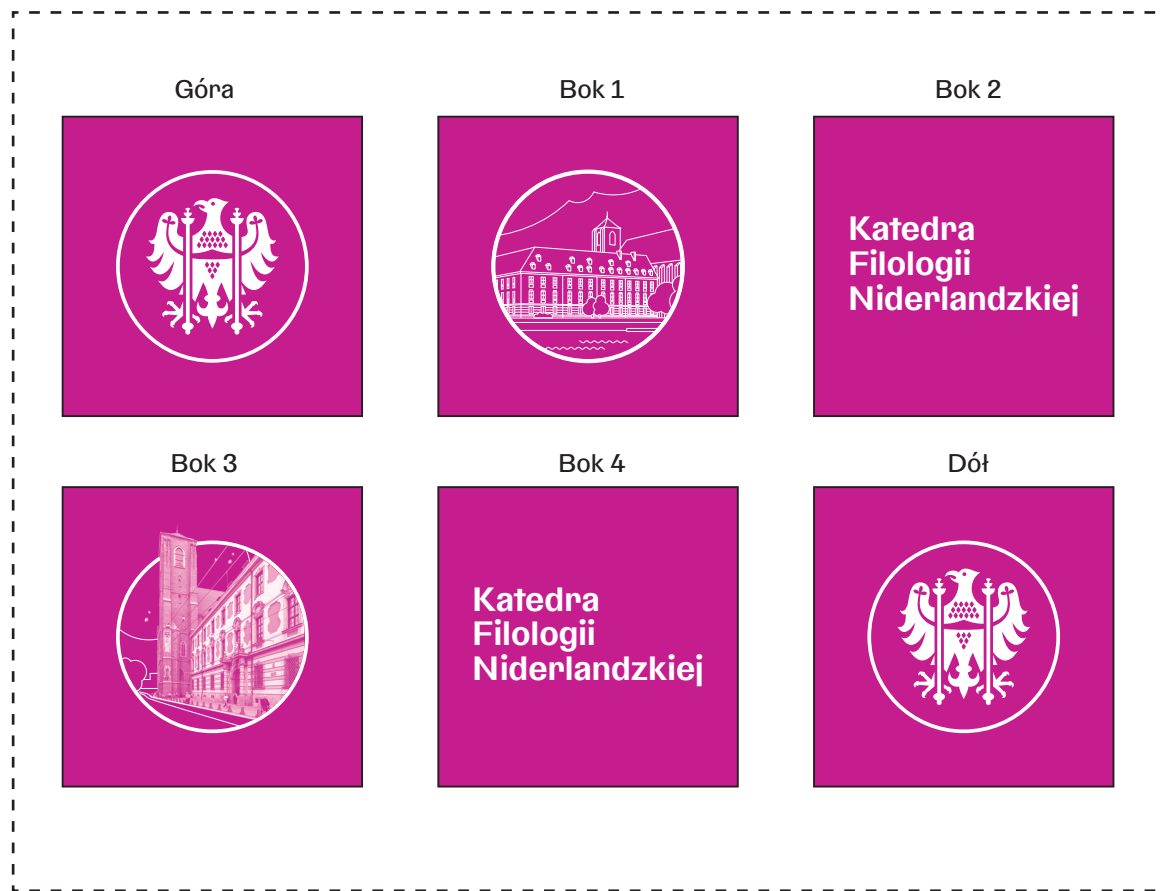 Góra
Bok 1
Bok 2
Katedra
Filologii
Niderlandzkiej
Bok 3
Bok 4
Dół
Katedra
Filologii
Niderlandzkiej